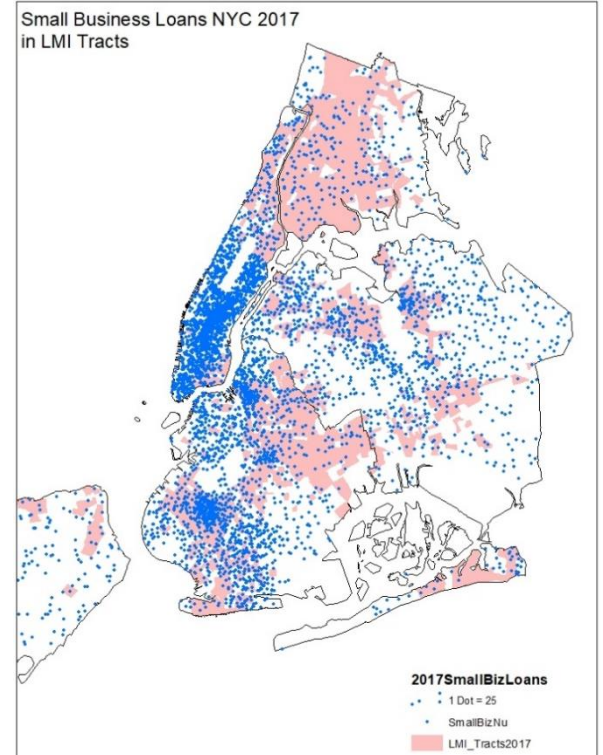 Small Business Loans NYC 2017
in LMI Tracts
2017SmallBizLoans
1 Dot = 25
SmallBizNu
LMI_Tracts2017